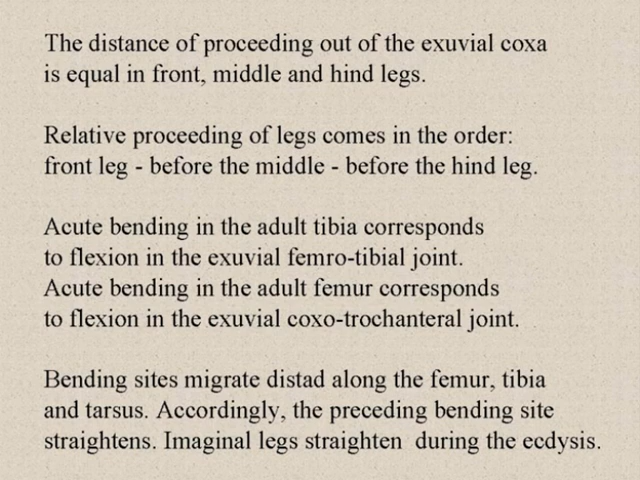 The distance of proceeding out of the exuvial coxa
is equal in front, middle and hind legs.
Relative proceeding of legs comes in the order:
front leg - before the middle - before the hind leg.
Acute bending in the adult tibia corresponds
to flexion in the exuvial femro-tibial joint.
Acute bending in the adult femur corresponds
to flexion in the exuvial coxo-trochanteral joint.
Bending sites migrate distad along the femur, tibia
and tarsus. Accordingly, the preceding bending site
straightens. Imaginal legs straighten  during the ecdysis.